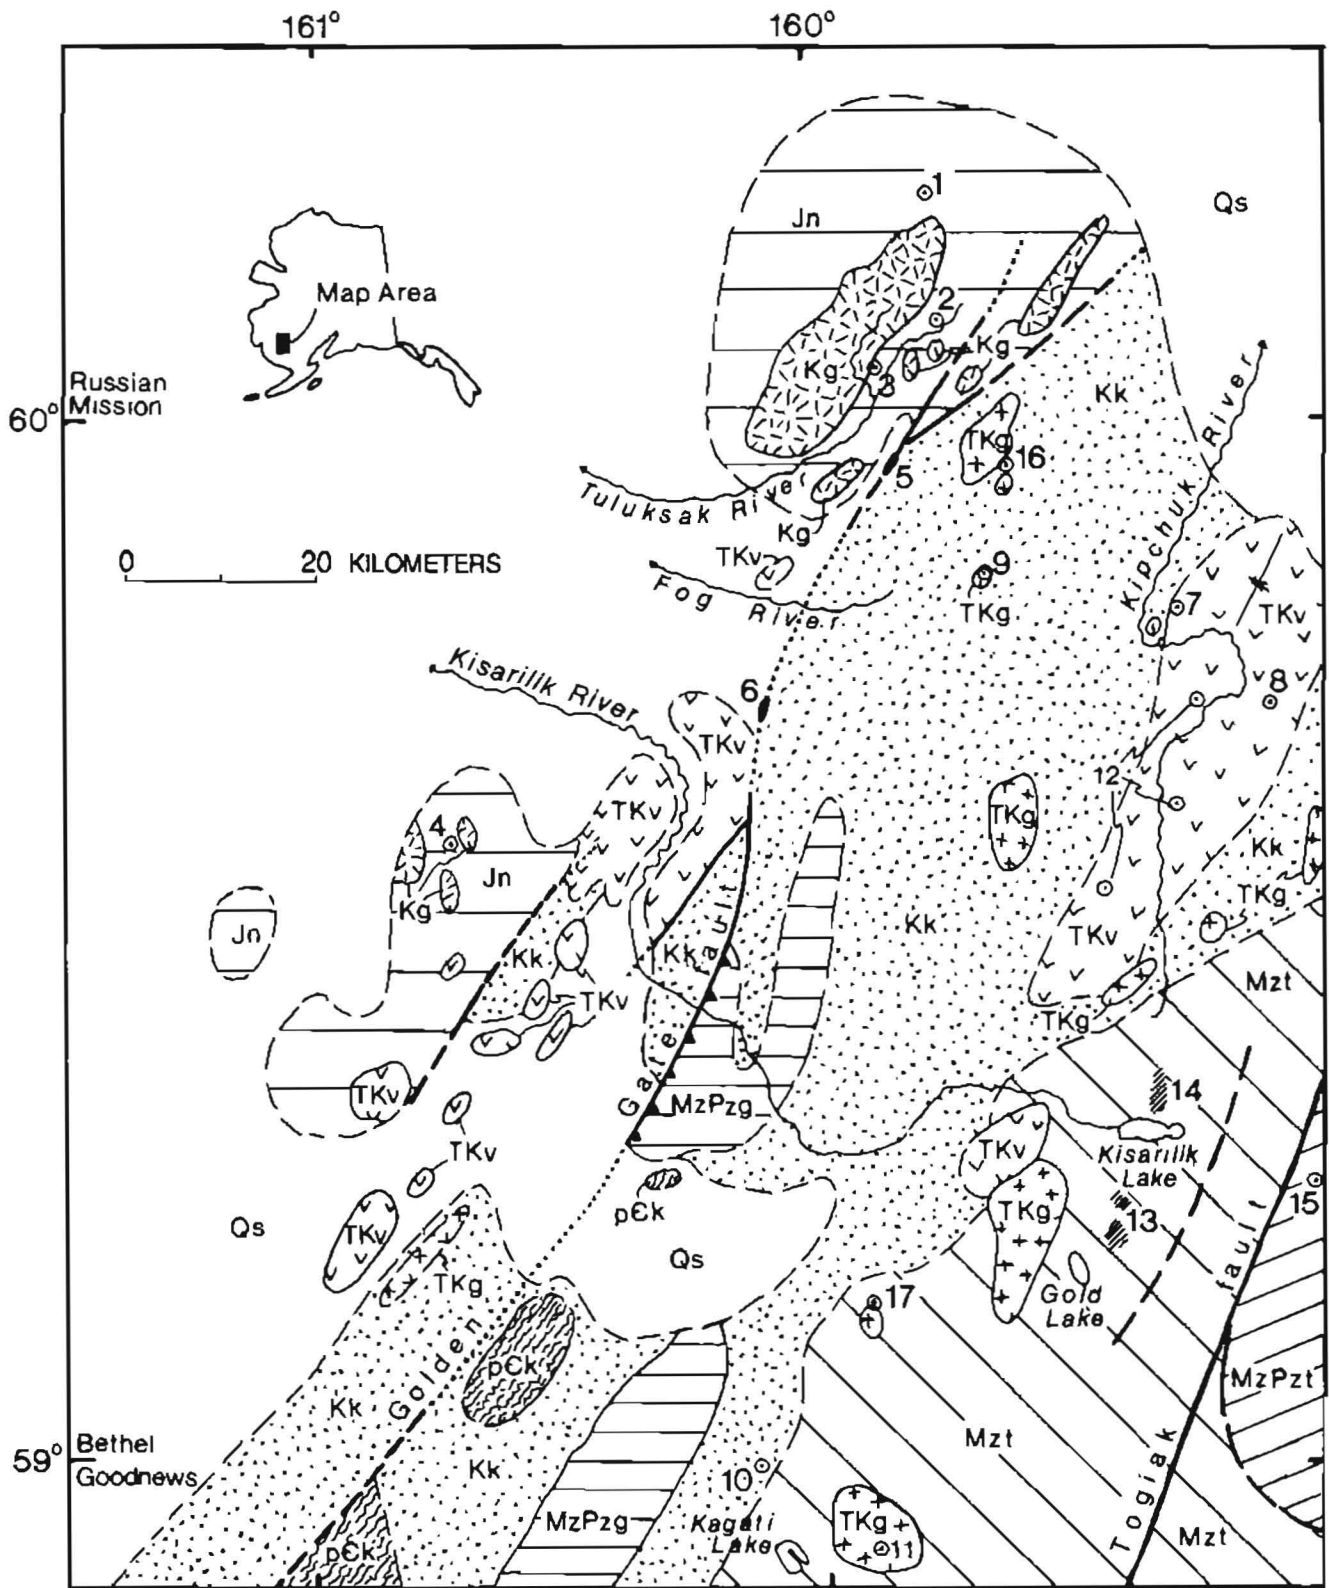 161°
160°
1
Jn
Qs
Map Area
2
Kg
Kg
3
Russian
Mission
60°
Kk
TKg
16
5
Kipchuk River
Tuluksak River
Kg
TKv
0
20 KILOMETERS
9
Fog River
TKg
7
TKv
Kisarilik River
6
8
TKv
12
TKv
TKg
4
Kk
Jn
Kg
TKg
Jn
Kk
Kk
Kk
TKv
TKv
Mzt
TKg
TKv
Gate fault
MzPzg
14
TKv
TKv
Kisarilik
Lake
15
pЄk
13
Qs
TKv
TKg
Qs
TKg
17
Gold
Lake
Golden
pЄk
MzPzt
Kk
Mzt
59°
Bethel
Goodnews
Kk
10
Togiak fault
MzPzg
Kagati
Lake
TKg
11
Mzt
pЄk